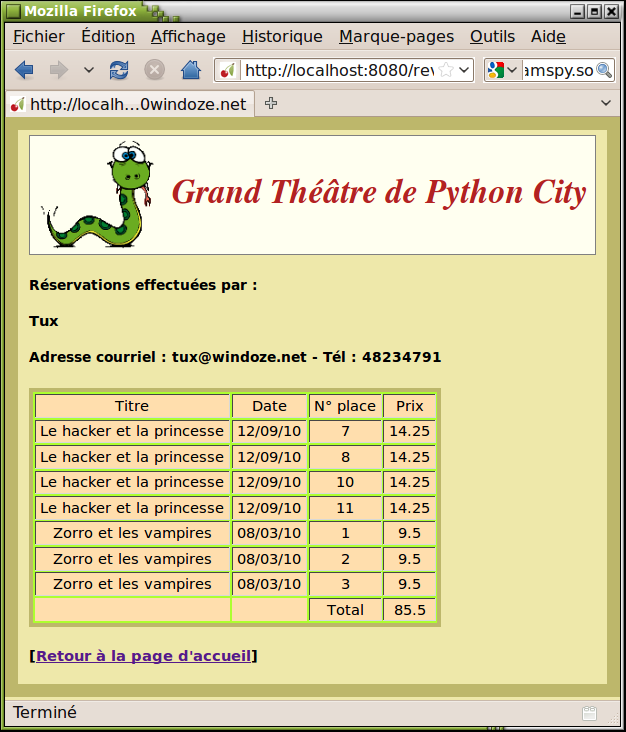 Mozilla Firefox
Fichier Édition Affichage Historique Marque-pages Outils Aide
http://localhost:8080/rev amspy.so
http://localh...0windoze.net
Grand Théâtre de Python City
Réservations effectuées par :
Tux
Adresse courriel : tux@windoze.net - Tél : 48234791
Titre Date N° place Prix
Le hacker et la princesse 12/09/10 7 14.25
Le hacker et la princesse 12/09/10 8 14.25
Le hacker et la princesse 12/09/10 10 14.25
Le hacker et la princesse 12/09/10 11 14.25
Zorro et les vampires 08/03/10 1 9.5
Zorro et les vampires 08/03/10 2 9.5
Zorro et les vampires 08/03/10 3 9.5
Total 85.5
[Retour à la page d'accueil]
Terminé